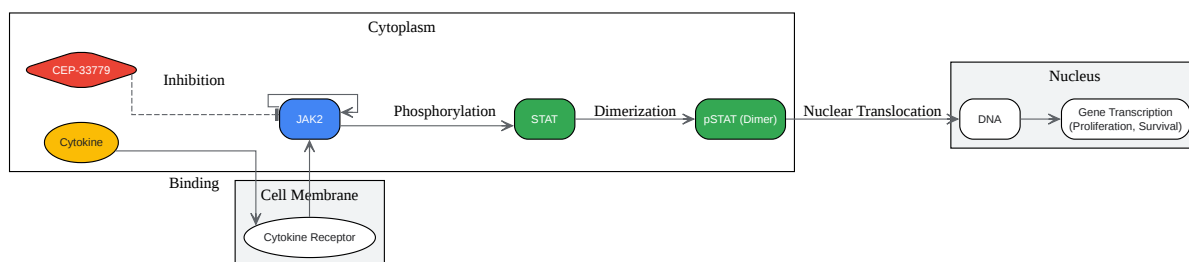 Cytoplasm
CEP-33779
Inhibition
Nucleus
JAK2
Phosphorylation
STAT
Dimerization
pSTAT (Dimer)
Nuclear Translocation
DNA
Gene Transcription
(Proliferation, Survival)
Cytokine
Binding
Cell Membrane
Cytokine Receptor